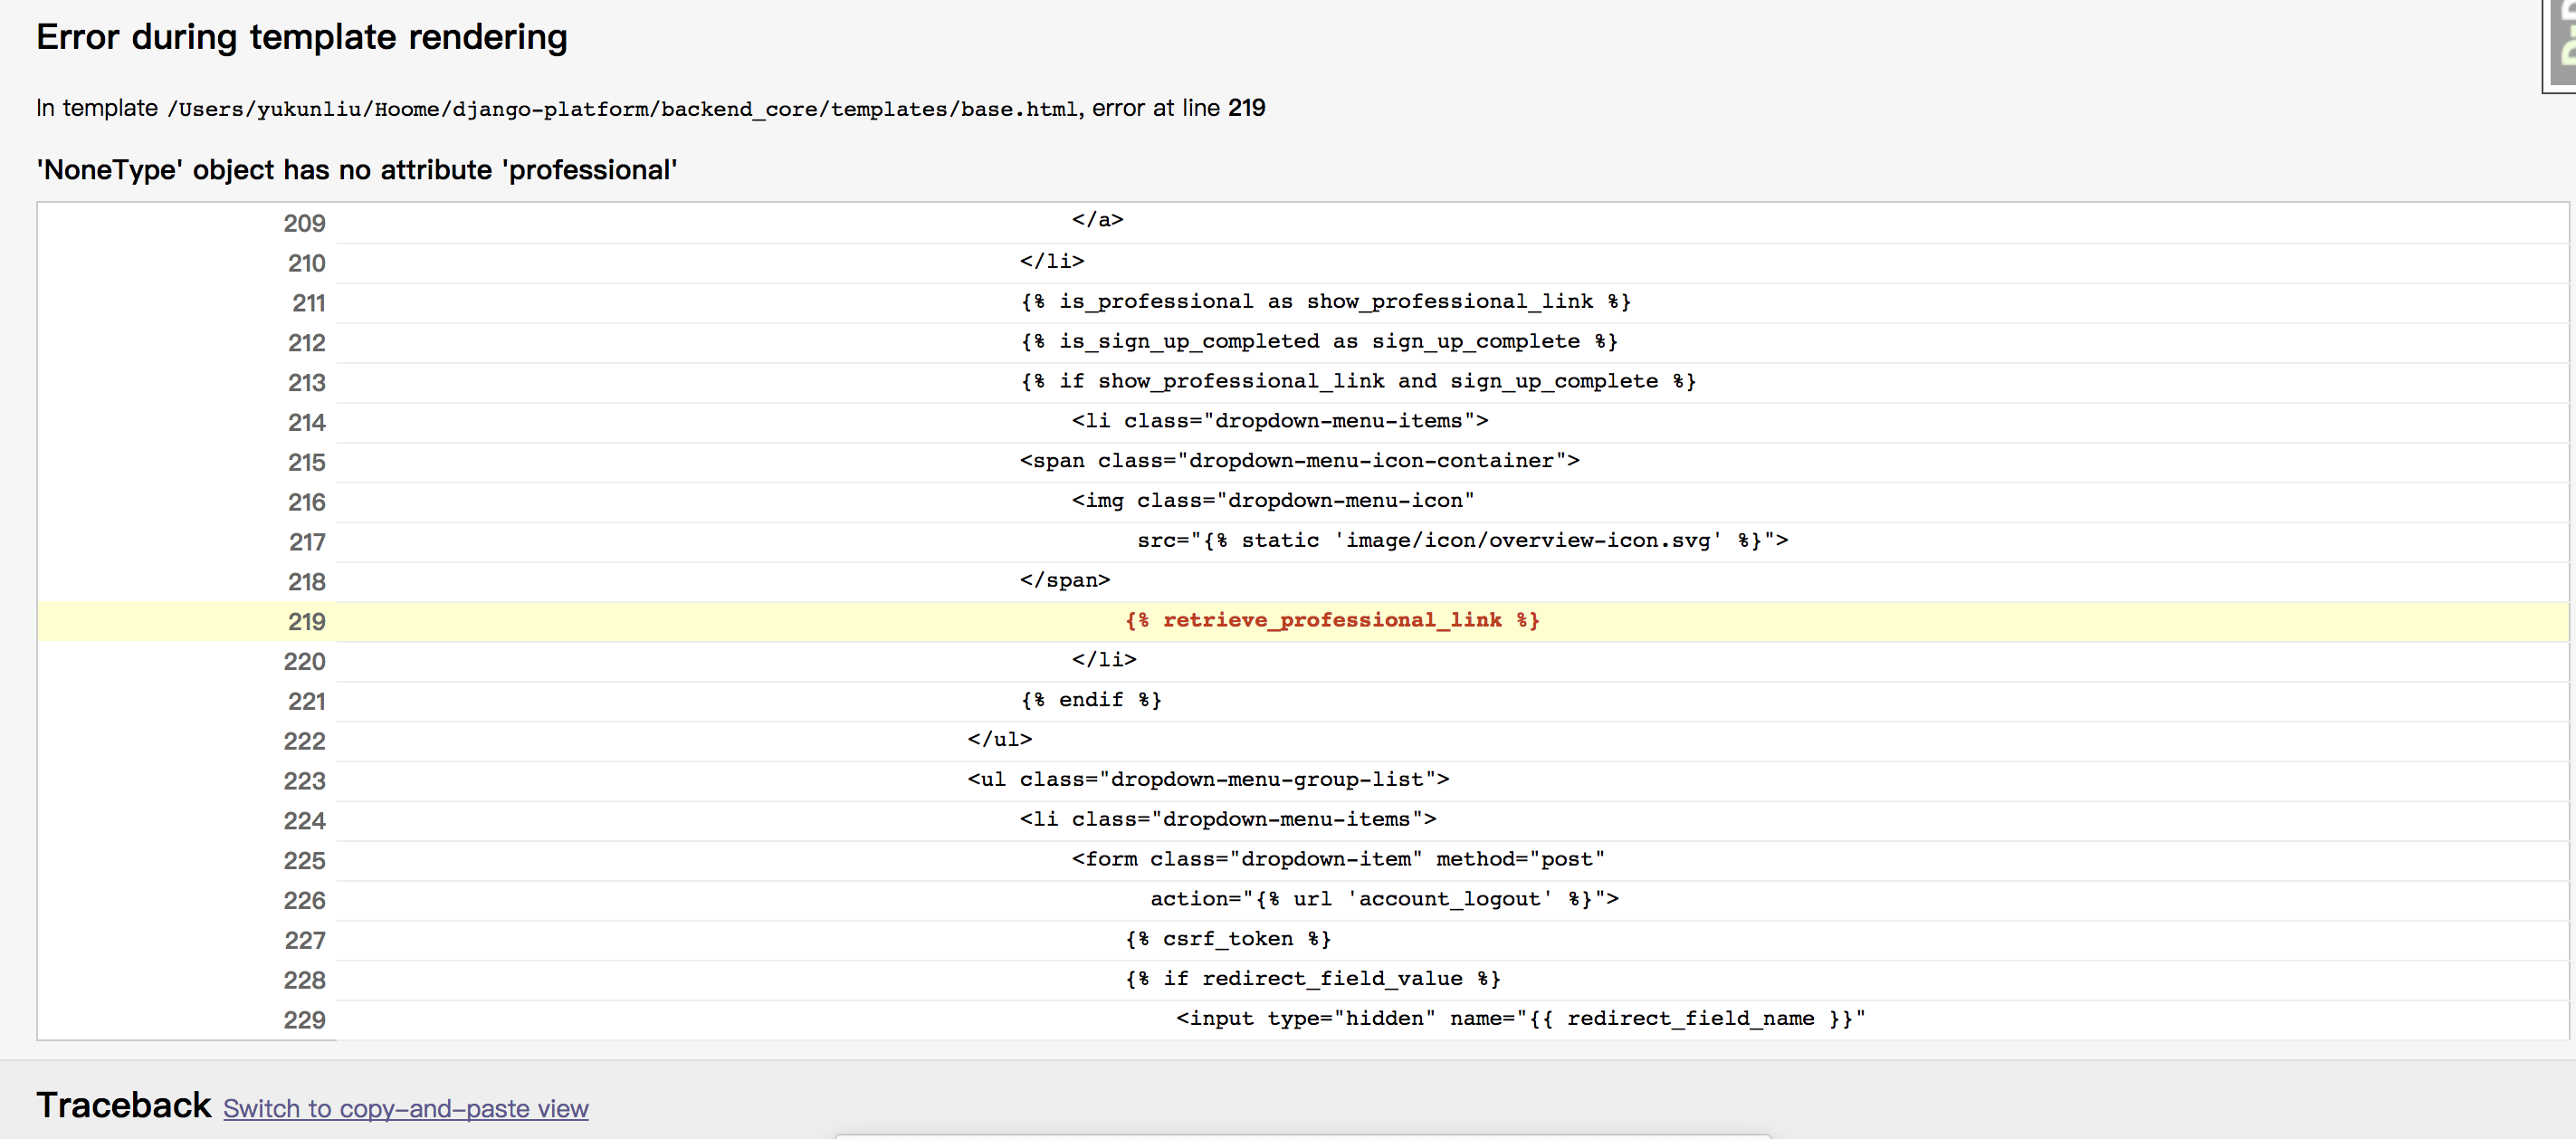 Error during template rendering
In template /Users/yukunliu/Hoome/django-platform/backend_core/templates/base.html, error at line 219
'NoneType' object has no attribute 'professional'
209 </a>
210 </li>
211 {% is_professional as show_professional_link %}
212 {% is_sign_up_completed as sign_up_complete %}
213 {% if show_professional_link and sign_up_complete %}
214 <li class="dropdown-menu-items">
215 <span class="dropdown-menu-icon-container">
216 <img class="dropdown-menu-icon"
217 src="{% static 'image/icon/overview-icon.svg' %}">
218 </span>
219 {% retrieve_professional_link %}
220 </li>
221 {% endif %}
222 </ul>
223 <ul class="dropdown-menu-group-list">
224 <li class="dropdown-menu-items">
225 <form class="dropdown-item" method="post"
226 action="{% url 'account_logout' %}">
227 {% csrf_token %}
228 {% if redirect_field_value %}
229 <input type="hidden" name="{{ redirect_field_name }}"
Traceback Switch to copy-and-paste view